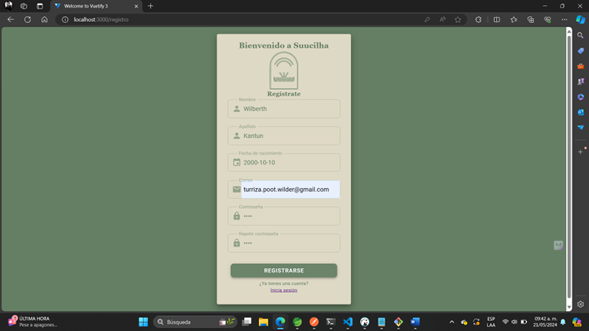 Welcome to Vuetify 3
localhost:3000/registro
Bienvenido a Suucilha
Regístrate
Nombre
Wilberth
Apellido
Kantun
Fecha de nacimiento
2000-10-10
Correo
turriza.poot.wilder@gmail.com
Contraseña
Repetir contraseña
REGISTRARSE
¿Ya tienes una cuenta?
Inicia sesión
ÚLTIMA HORA
Pese a apagones...
Búsqueda
ESP
LAA
09:42 a. m.
23/05/2024